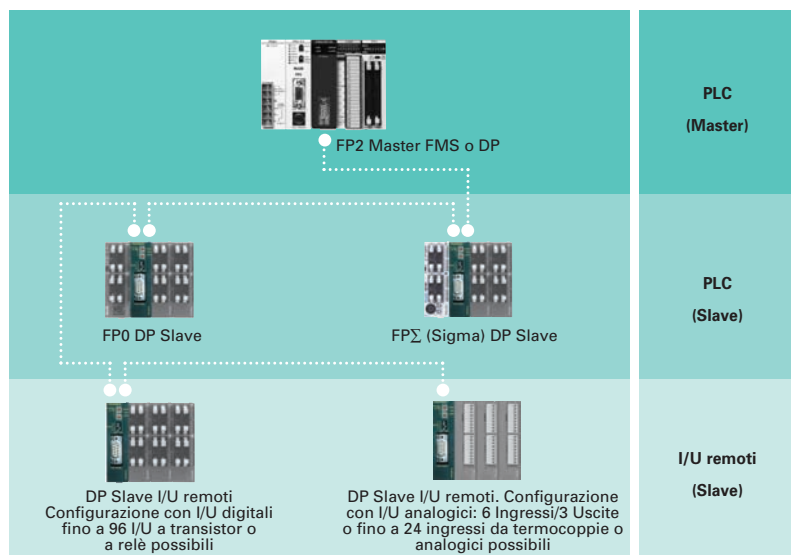 FP2 Master FMS o DP
PLC
(Master)
FP0 DP Slave
FPΣ (Sigma) DP Slave
PLC
(Slave)
DP Slave I/U remoti
Configurazione con I/U digitali
fino a 96 I/U a transistor o
a relè possibili
DP Slave I/U remoti. Configurazione
con I/U analogici: 6 Ingressi/3 Uscite
o fino a 24 ingressi da termocoppie o
analogici possibili
I/U remoti
(Slave)